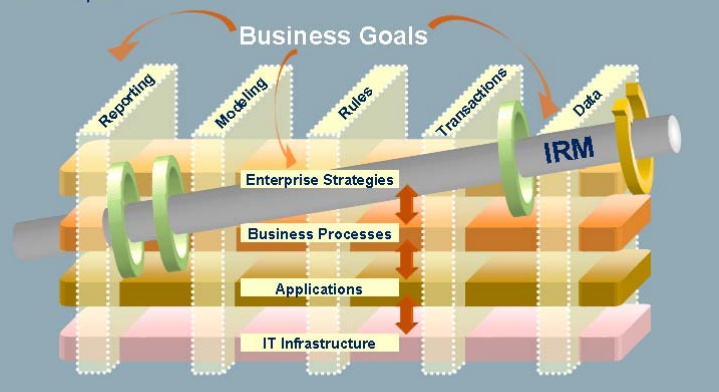 Business Goals
Reporting
Modeling
Rules
Transactions
Data
IRM
Enterprise Strategies
Business Processes
Applications
IT Infrastructure